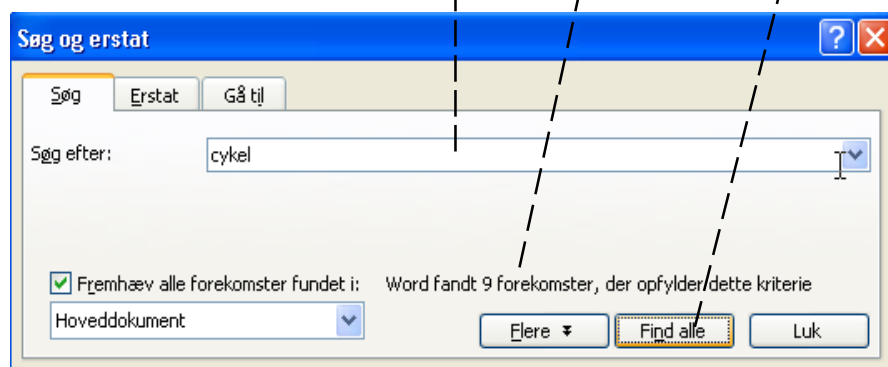 Søg og erstat
Søg Erstat Gå til
Søg efter: cykel
Fremhæv alle forekomster fundet i: Word fandt 9 forekomster, der opfylder dette kriterie
Hoveddokument Flere Find alle Luk